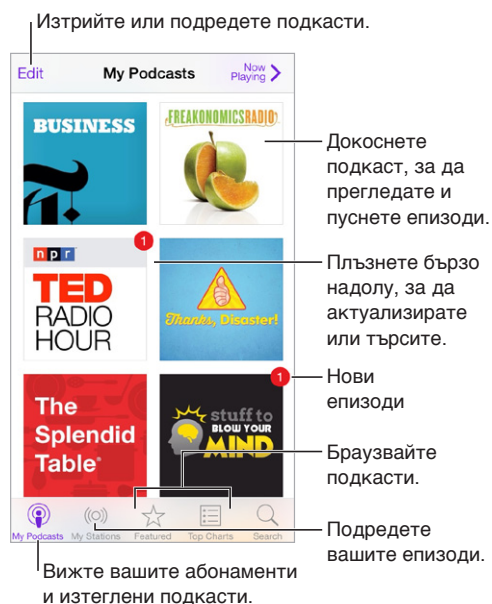 Изтрийте или подредете подкасти.
Edit
My Podcasts
Now
Playing
BUSINESS
FREAKONOMICS RADIO
Докоснете
подкаст, за да
прегледате и
пуснете епизоди.
npr
1
TED
RADIO
HOUR
Thanks, Disaster!
Плъзнете бързо
надолу, за да
актуализирате
или търсите.
1
Нови
епизоди
The
Splendid
Table®
stuff to
BLOW YOUR
MIND
Браузвайте
подкасти.
My Podcasts
My Stations
Featured
Top Charts
Search
Подредете
вашите епизоди.
Вижте вашите абонаменти
и изтеглени подкасти.